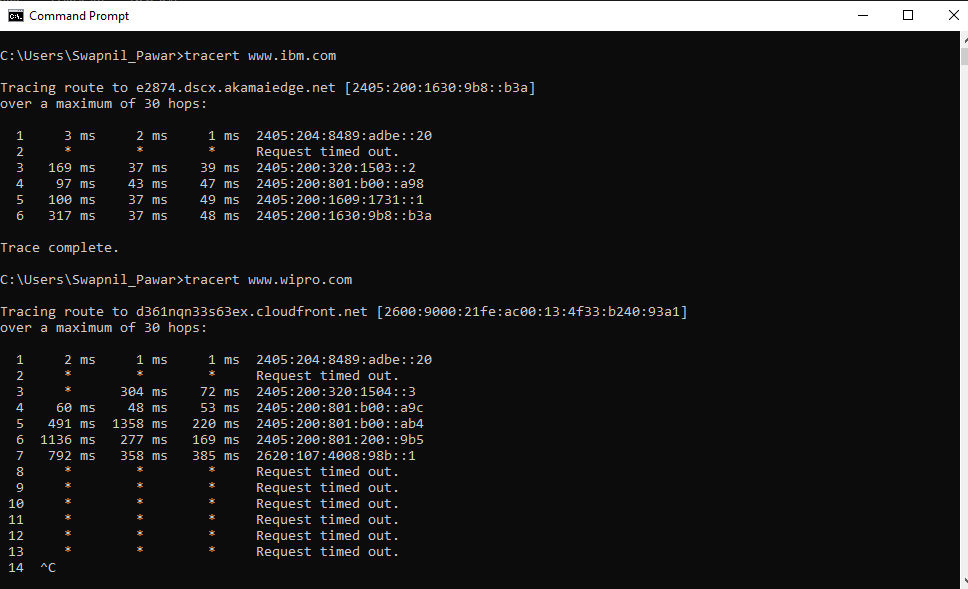 Command Prompt
C:\Users\Swapnil_Pawar>tracert www.ibm.com
Tracing route to e2874.dscx.akamaiedge.net [2405:200:1630:9b8::b3a]
over a maximum of 30 hops:
1 3 ms 2 ms 1 ms 2405:204:8489:adbe::20
2 * * * Request timed out.
3 169 ms 37 ms 39 ms 2405:200:320:1503::2
4 97 ms 43 ms 47 ms 2405:200:801:b00::a98
5 100 ms 37 ms 49 ms 2405:200:1609:1731::1
6 317 ms 37 ms 48 ms 2405:200:1630:9b8::b3a
Trace complete.
C:\Users\Swapnil_Pawar>tracert www.wipro.com
Tracing route to d361nqn33s63ex.cloudfront.net [2600:9000:21fe:ac00:13:4f33:b240:93a1]
over a maximum of 30 hops:
1 2 ms 1 ms 1 ms 2405:204:8489:adbe::20
2 * * * Request timed out.
3 * 304 ms 72 ms 2405:200:320:1504::3
4 60 ms 48 ms 53 ms 2405:200:801:b00::a9c
5 491 ms 1358 ms 220 ms 2405:200:801:b00::ab4
6 1136 ms 277 ms 169 ms 2405:200:801:200::9b5
7 792 ms 358 ms 385 ms 2620:107:4008:98b::1
8 * * * Request timed out.
9 * * * Request timed out.
10 * * * Request timed out.
11 * * * Request timed out.
12 * * * Request timed out.
13 * * * Request timed out.
14 ^C